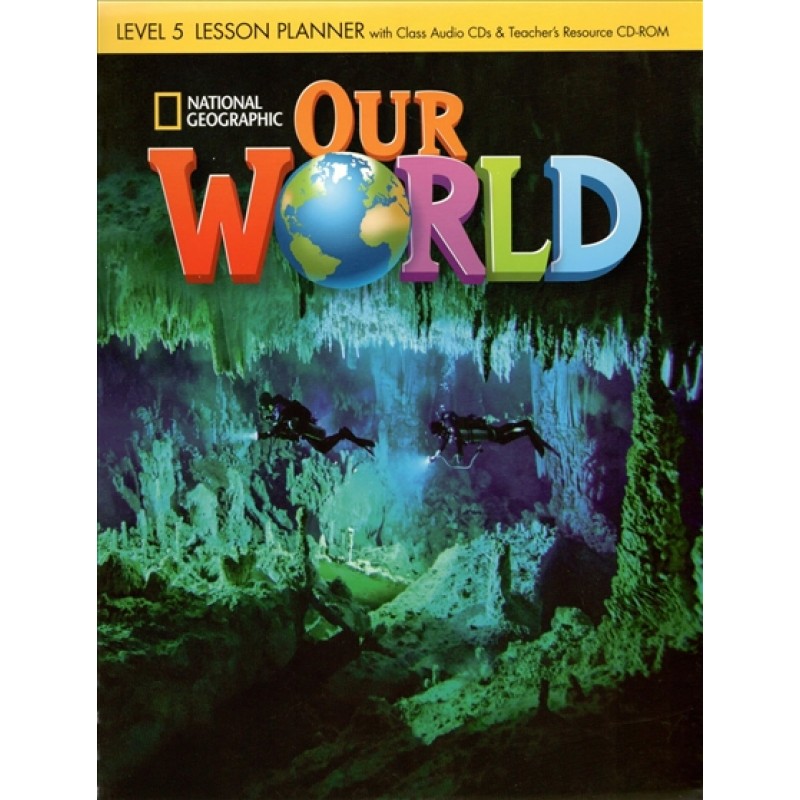 LEVEL 5 LESSON PLANNER with Class Audio CDs & Teacher's Resource CD-ROM
NATIONAL
GEOGRAPHIC
OUR
WORLD